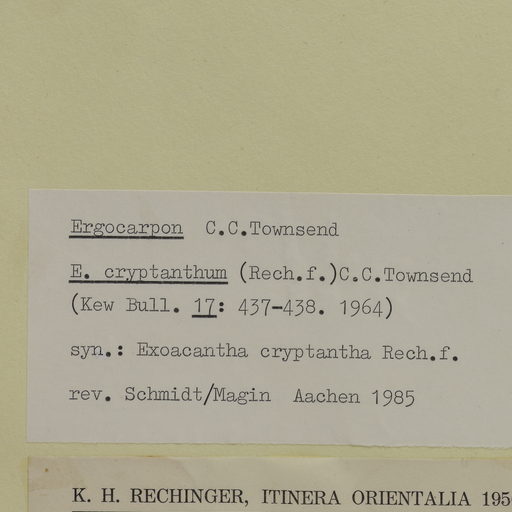 Ergocarpon C.C.Townsend
E. cryptanthum (Rech.f.)C.C.Townsend
(Kew Bull. 17: 437-438. 1964)
syn.: Exoacantha cryptantha Rech.f.
rev. Schmidt/Magin Aachen 1985
K. H. RECHINGER, ITINERA ORIENTALIA